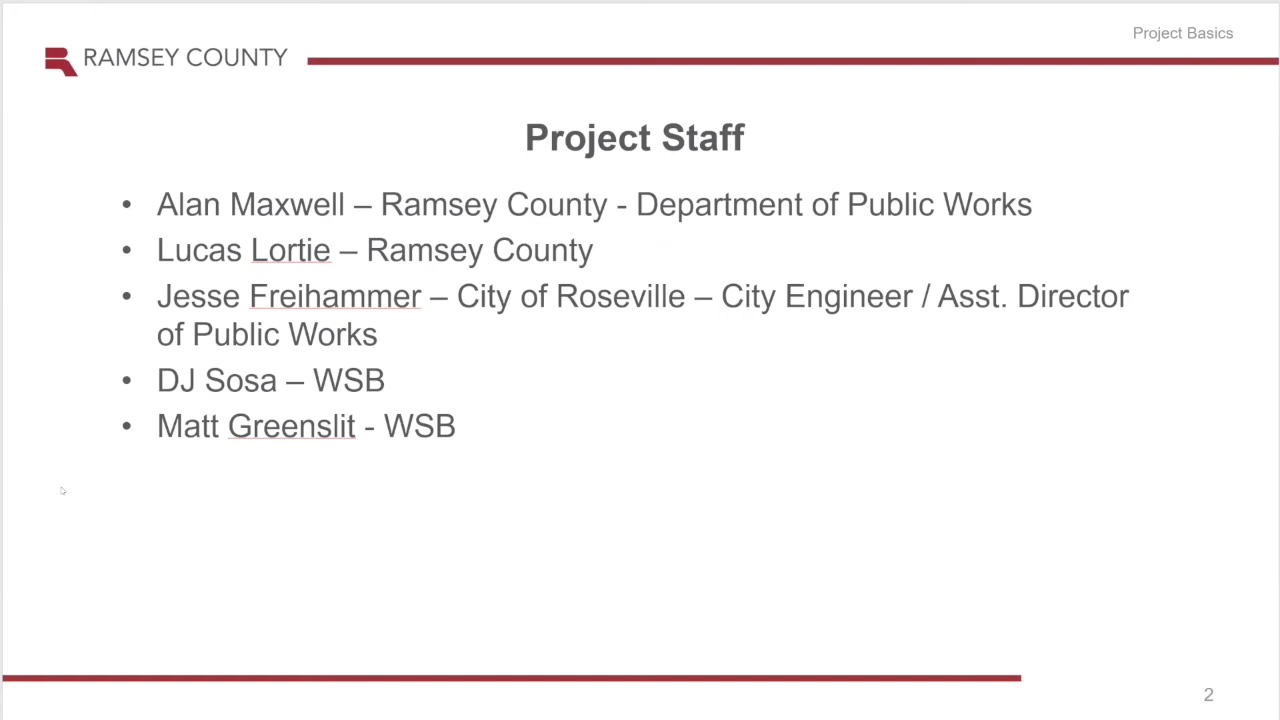 Project Basics
RAMSEY COUNTY
Project Staff
• Alan Maxwell – Ramsey County - Department of Public Works
• Lucas Lortie – Ramsey County
• Jesse Freihammer – City of Roseville – City Engineer / Asst. Director
of Public Works
• DJ Sosa – WSB
• Matt Greenslit - WSB
2